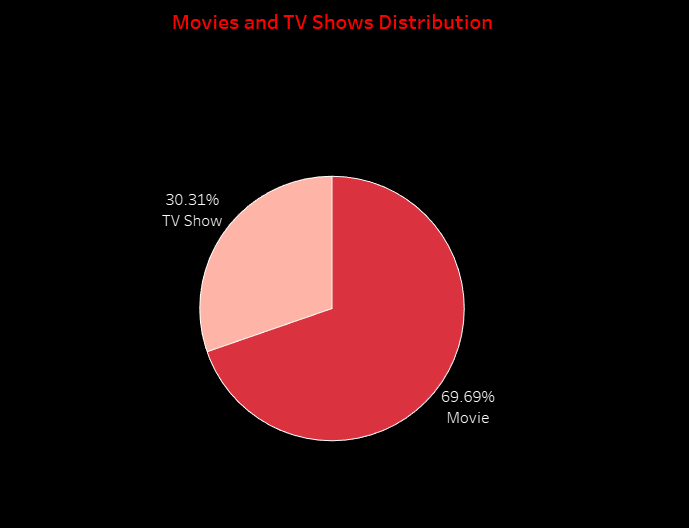 Movies and TV Shows Distribution
30.31%
TV Show
69.69%
Movie